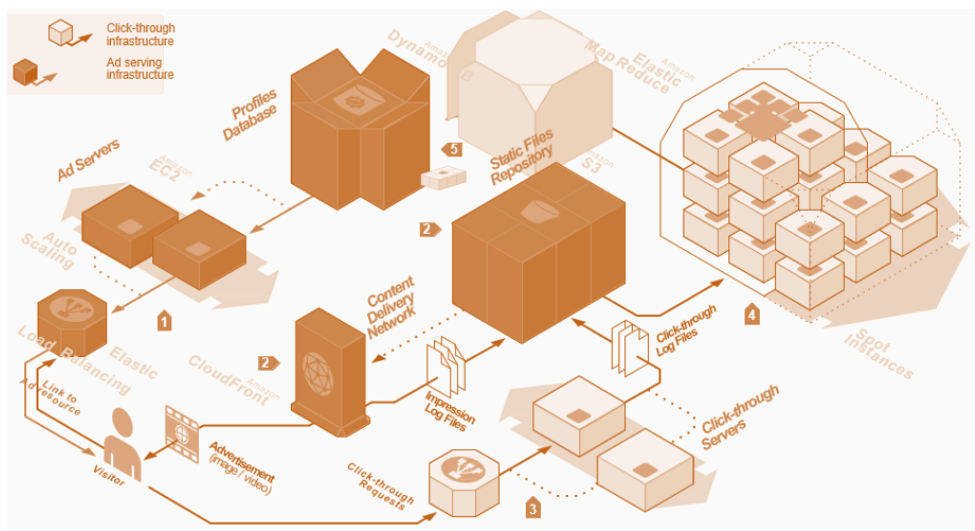 Click-through
infrastructure
Ad serving
infrastructure
Profiles
Database
Amazon
DynamoDB
Amazon
Elastic
Map Reduce
Ad Servers
Amazon
EC2
5
Static Files
Repository
Amazon
S3
2
Auto
Scaling
1
Content
Delivery
Network
4
Spot
Instances
2
Click-through
Log Files
Elastic
Load Balancing
Amazon
CloudFront
Impression
Log Files
Link to
Ad resource
Click-through
Servers
Advertisement
(image / video)
Visitor
Click-through
Requests
3